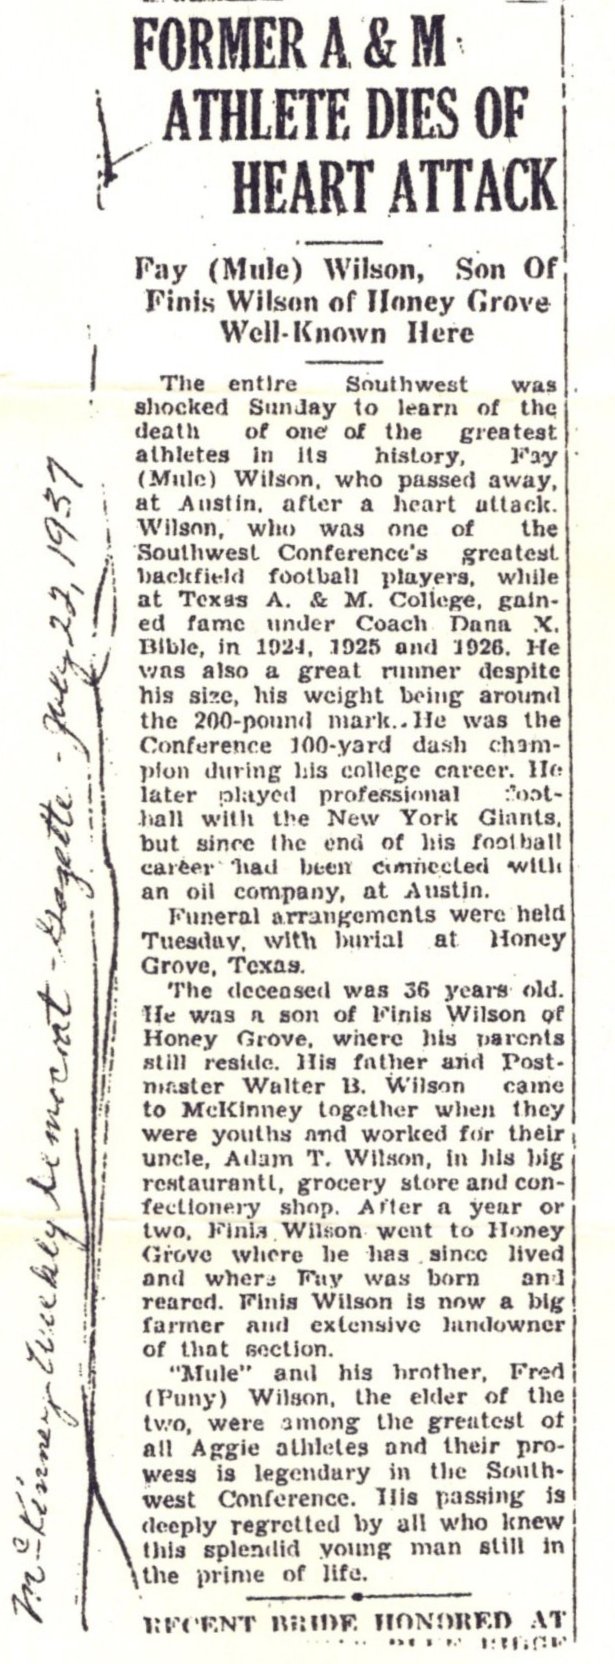 FORMER A & M
ATHLETE DIES OF
HEART ATTACK
Fay (Mule) Wilson, Son Of
Finis Wilson of Honey Grove
Well-Known Here
The entire Southwest was
shocked Sunday to learn of the
death of one of the greatest
athletes in its history, Fay
(Mule) Wilson, who passed away,
at Austin, after a heart attack.
Wilson, who was one of the
Southwest Conference's greatest
backfield football players, while
at Texas A. & M. College, gain-
ed fame under Coach Dana X.
Bible, in 1924, 1925 and 1926. He
was also a great runner despite
his size, his weight being around
the 200-pound mark. He was the
Conference 100-yard dash cham-
pion during his college career. He
later played professional foot-
ball with the New York Giants,
but since the end of his football
career had been connected with
an oil company, at Austin.
Funeral arrangements were held
Tuesday, with burial at Honey
Grove, Texas.
The deceased was 36 years old.
He was a son of Finis Wilson of
Honey Grove, where his parents
still reside. His father and Post-
master Walter B. Wilson came
to McKinney together when they
were youths and worked for their
uncle, Adam T. Wilson, in his big
restaurantl, grocery store and con-
fectionery shop. After a year or
two, Finis Wilson went to Honey
Grove where he has since lived
and where Fay was born and
reared. Finis Wilson is now a big
farmer and extensive landowner
of that section.
"Mule" and his brother, Fred
(Puny) Wilson, the elder of the
two, were among the greatest of
all Aggie athletes and their pro-
wess is legendary in the South-
west Conference. His passing is
deeply regretted by all who knew
this splendid young man still in
the prime of life.
RECENT BRIDE HONORED AT
McKinney Weekly Democrat-Gazette - July 22, 1937